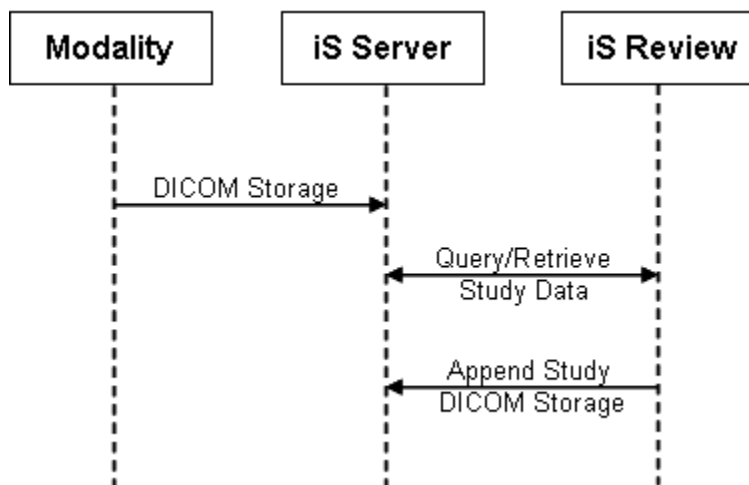 Modality
iS Server
iS Review
DICOM Storage
Query/Retrieve
Study Data
Append Study
DICOM Storage